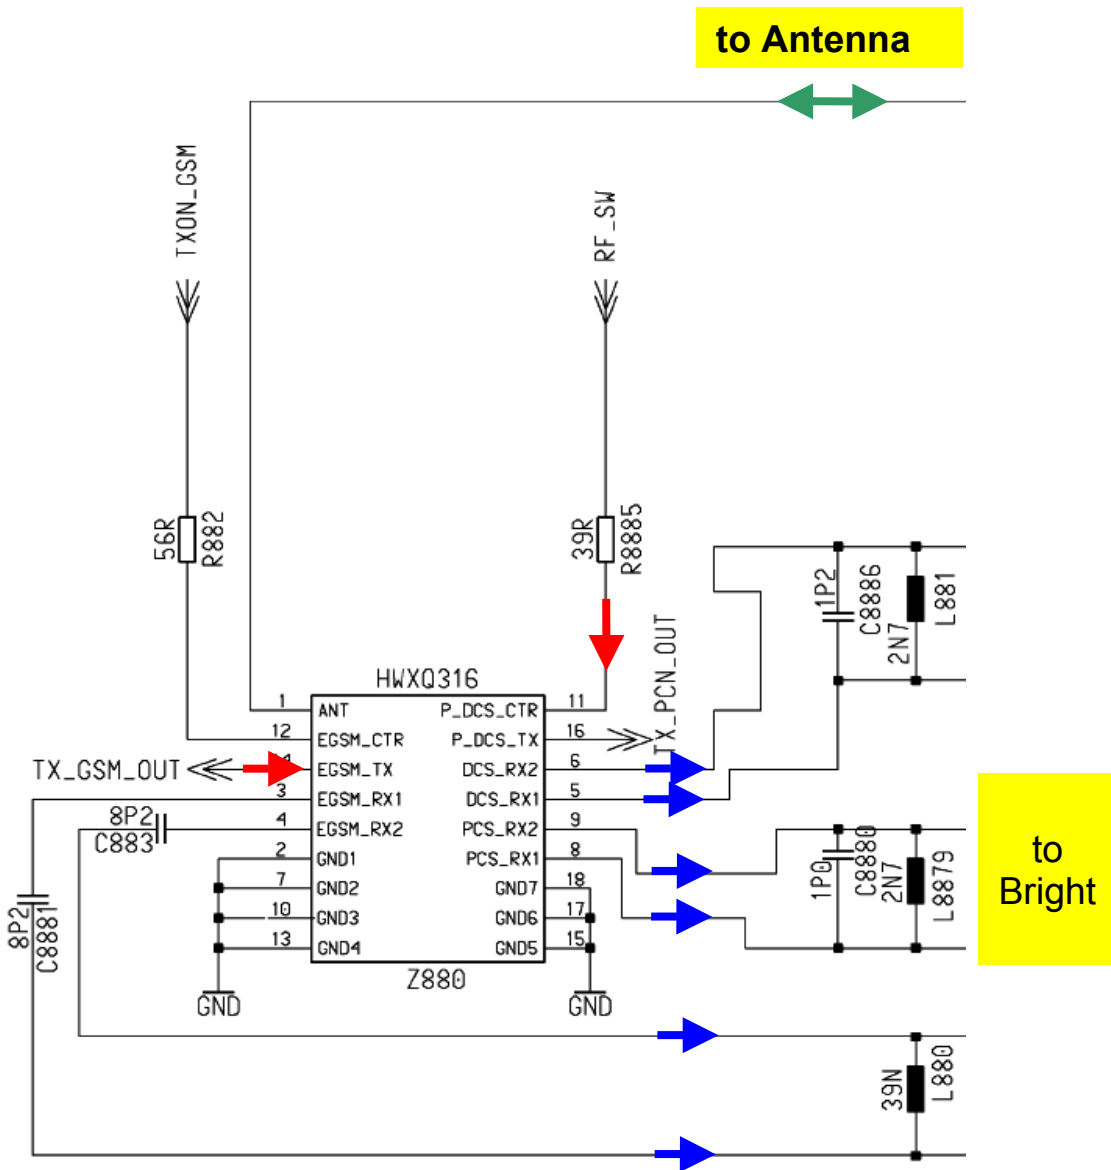 to Antenna
TXON_GSM
RF_SW
56R
R882
39R
R8885
1P2
C8886
2N7
L881
HWXQ316
TX_PCN_OUT
1
ANT
P_DCS_CTR
11
12
EGSM_CTR
P_DCS_TX
16
TX_GSM_OUT
EGSM_TX
DCS_RX2
6
3
EGSM_RX1
DCS_RX1
5
8P2
C883
4
EGSM_RX2
PCS_RX2
9
2
GND1
PCS_RX1
8
7
GND2
GND7
18
10
GND3
GND6
17
13
GND4
GND5
15
Z880
GND
GND
8P2
C8881
1P0
C8880
2N7
L8879
to
Bright
39N
L880